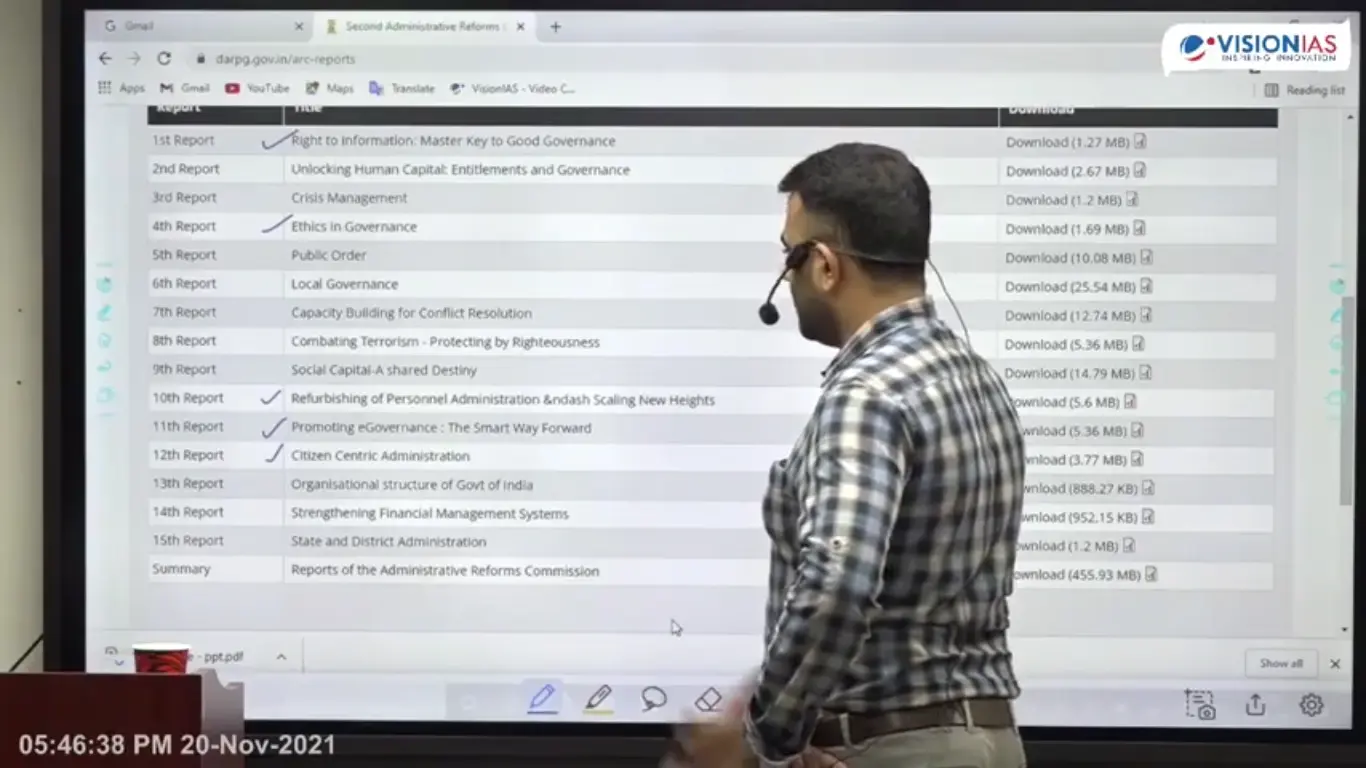 Gmail
Second Administrative Reforms
darpg.gov.in/arc-reports
VISIONIAS
INSPIRING INNOVATION
Apps Gmail YouTube Maps Translate VisionIAS - Video C... Reading list
Report Title Download
1st Report Right to Information: Master Key to Good Governance Download (1.27 MB)
2nd Report Unlocking Human Capital: Entitlements and Governance Download (2.67 MB)
3rd Report Crisis Management Download (1.2 MB)
4th Report Ethics in Governance Download (1.69 MB)
5th Report Public Order Download (10.08 MB)
6th Report Local Governance Download (25.54 MB)
7th Report Capacity Building for Conflict Resolution Download (12.74 MB)
8th Report Combating Terrorism - Protecting by Righteousness Download (5.36 MB)
9th Report Social Capital-A shared Destiny Download (14.79 MB)
10th Report Refurbishing of Personnel Administration &ndash Scaling New Heights ownload (5.6 MB)
11th Report Promoting eGovernance : The Smart Way Forward wnload (5.36 MB)
12th Report Citizen Centric Administration wnload (3.77 MB)
13th Report Organisational structure of Govt of India wnload (888.27 KB)
14th Report Strengthening Financial Management Systems wnload (952.15 KB)
15th Report State and District Administration ownload (1.2 MB)
Summary Reports of the Administrative Reforms Commission ownload (455.93 MB)
e - ppt.pdf Show all
05:46:38 PM 20-Nov-2021